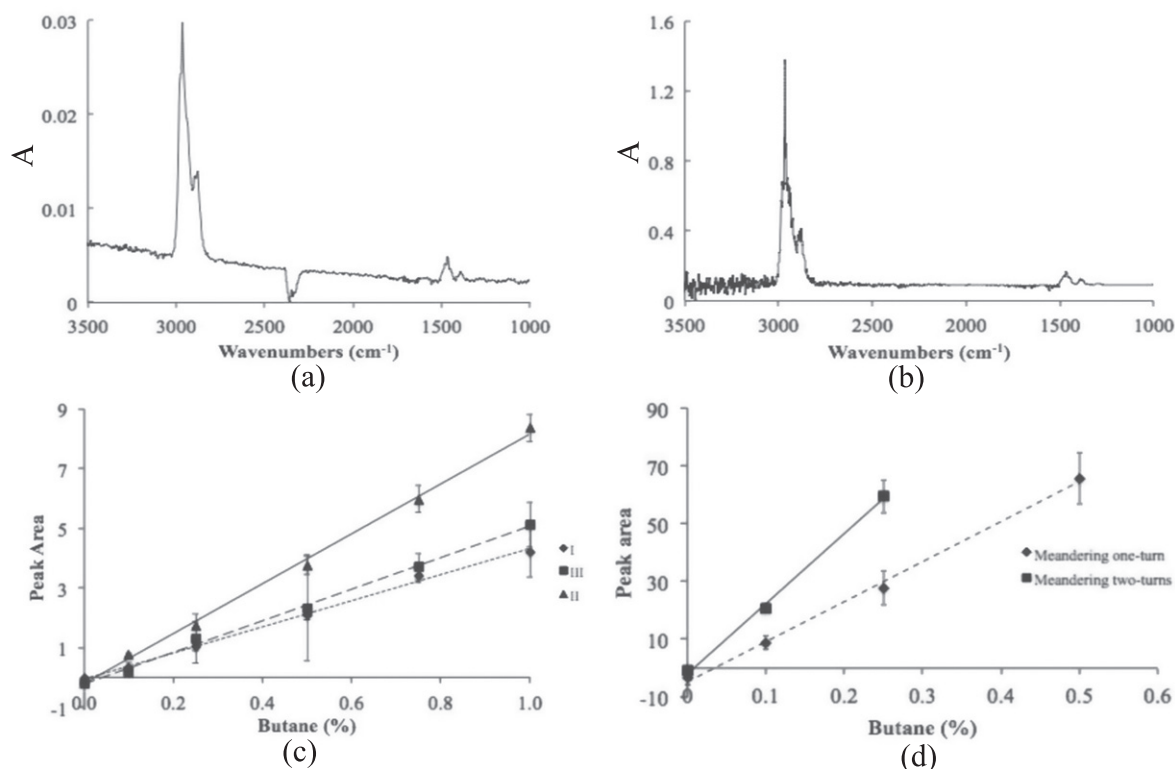 0.03
0.02
0.01
0
A
3500 3000 2500 2000 1500 1000
Wavenumbers (cm-1)
(a)
1.6
1.2
0.8
0.4
0
A
3500 3000 2500 2000 1500 1000
Wavenumbers (cm-1)
(b)
9
7
5
3
1
-1
Peak Area
0.0 0.2 0.4 0.6 0.8 1.0
Butane (%)
I
III
II
(c)
90
70
50
30
10
-10
Peak area
0 0.1 0.2 0.3 0.4 0.5 0.6
Butane (%)
Meandering one-turn
Meandering two-turns
(d)